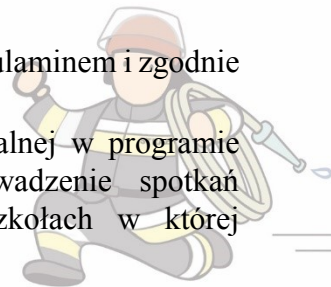 ulaminem i zgodnie
alnej w programie
wadzenie spotkań
zkołach w której